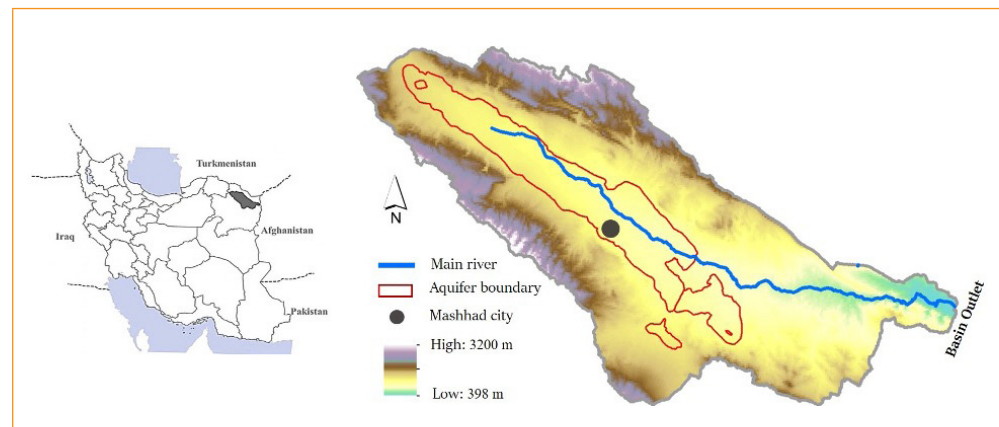 Turkmenistan
Iraq
Afghanistan
Pakistan
N
Main river
Aquifer boundary
Mashhad city
High: 3200 m
Low: 398 m
Basin Outlet